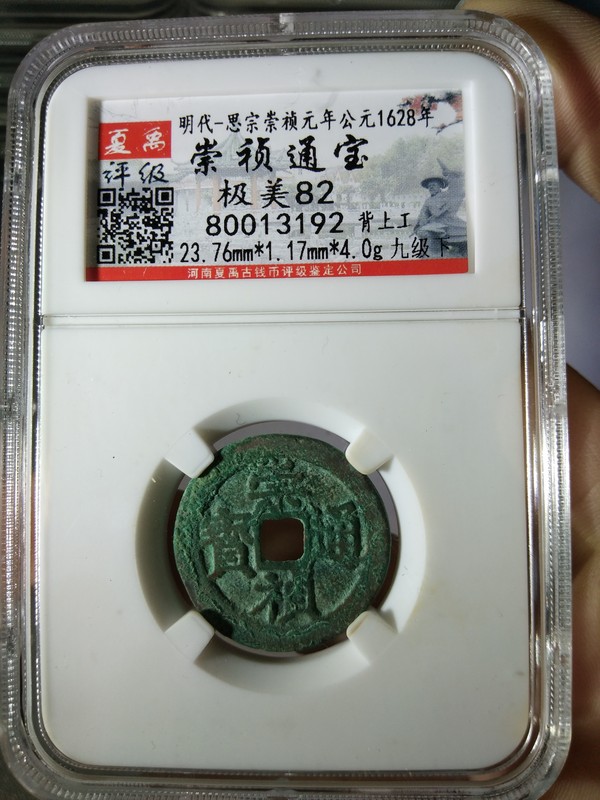 明代-思宗崇祯元年公元1628年
夏禹
评级
崇祯通宝
极美82
80013192 背上工
23.76mm*1.17mm*4.0g 九级下
河南夏禹古钱币评级鉴定公司
崇
寶 通
禎